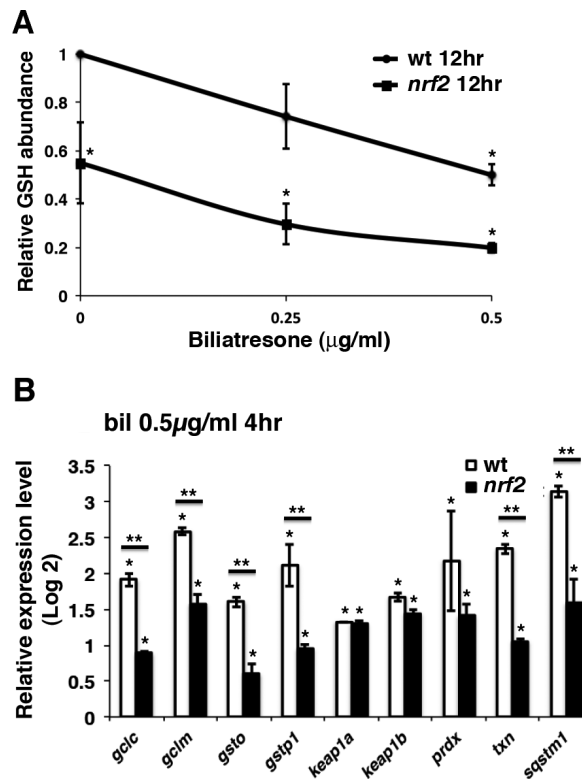 A
1
0.8
0.6
0.4
0.2
0
Relative GSH abundance
wt 12hr
nrf2 12hr
*
*
*
*
0
0.25
0.5
Biliatresone (μg/ml)
B
bil 0.5μg/ml 4hr
3.5
3
2.5
2
1.5
1
0.5
0
Relative expression level
(Log 2)
wt
nrf2
** ** ** ** ** **
* * * * * * * * * * * * * * * * * *
gclc
gclm
gsto
gstp1
keap1a
keap1b
prdx
txn
sqstm1